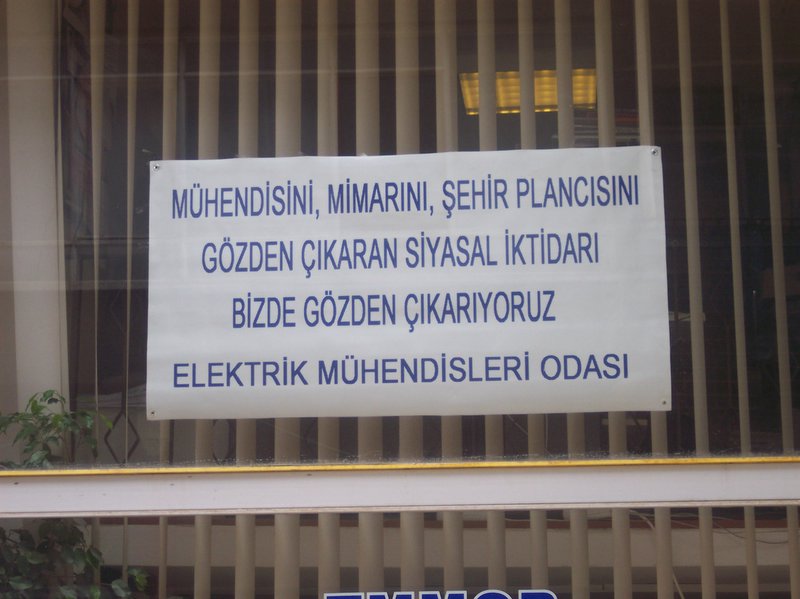 MÜHENDİSİNİ, MİMARINI, ŞEHİR PLANCISINI
GÖZDEN ÇIKARAN SİYASAL İKTİDARI
BİZDE GÖZDEN ÇIKARIYORUZ
ELEKTRİK MÜHENDİSLERİ ODASI
TMMOB